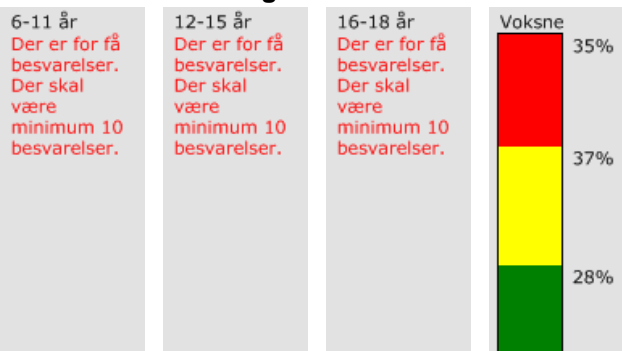 6-11 år
Der er for få
besvarelser.
Der skal
være
minimum 10
besvarelser.
12-15 år
Der er for få
besvarelser.
Der skal
være
minimum 10
besvarelser.
16-18 år
Der er for få
besvarelser.
Der skal
være
minimum 10
besvarelser.
Voksne
35%
37%
28%